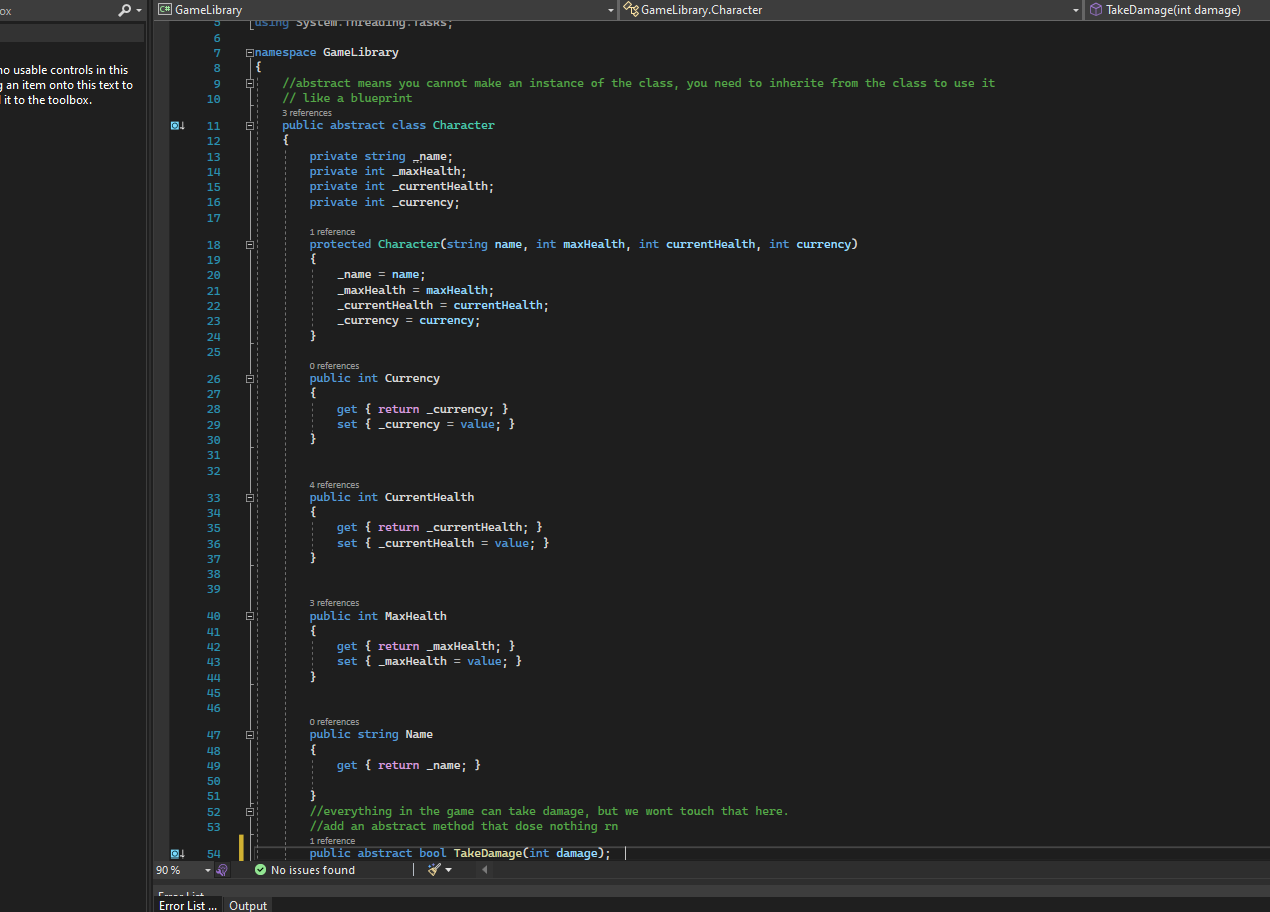 ox
GameLibrary
GameLibrary.Character
TakeDamage(int damage)
no usable controls in this
g an item onto this text to
it to the toolbox.
5 using System.Threading.Tasks;
6
7 namespace GameLibrary
8 {
9 //abstract means you cannot make an instance of the class, you need to inherite from the class to use it
10 // like a blueprint
3 references
11 public abstract class Character
12 {
13 private string _name;
14 private int _maxHealth;
15 private int _currentHealth;
16 private int _currency;
17
1 reference
18 protected Character(string name, int maxHealth, int currentHealth, int currency)
19 {
20 _name = name;
21 _maxHealth = maxHealth;
22 _currentHealth = currentHealth;
23 _currency = currency;
24 }
25
0 references
26 public int Currency
27 {
28 get { return _currency; }
29 set { _currency = value; }
30 }
31
32
4 references
33 public int CurrentHealth
34 {
35 get { return _currentHealth; }
36 set { _currentHealth = value; }
37 }
38
39
3 references
40 public int MaxHealth
41 {
42 get { return _maxHealth; }
43 set { _maxHealth = value; }
44 }
45
46
0 references
47 public string Name
48 {
49 get { return _name; }
50
51 }
52 //everything in the game can take damage, but we wont touch that here.
53 //add an abstract method that dose nothing rn
1 reference
54 public abstract bool TakeDamage(int damage);
90 %
No issues found
Error List
Error List ...
Output